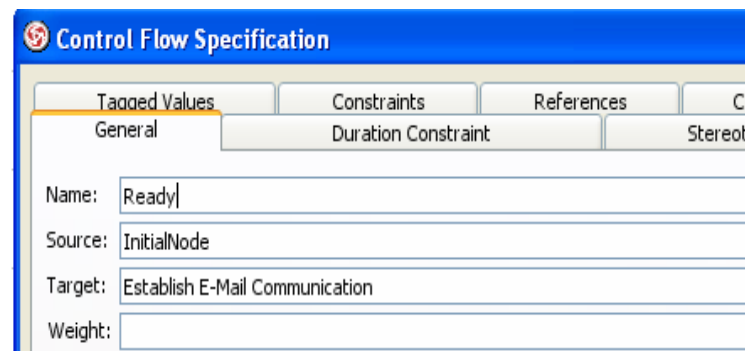 Control Flow Specification
Tagged Values Constraints References C
General Duration Constraint Stereot
Name: Ready
Source: InitialNode
Target: Establish E-Mail Communication
Weight: